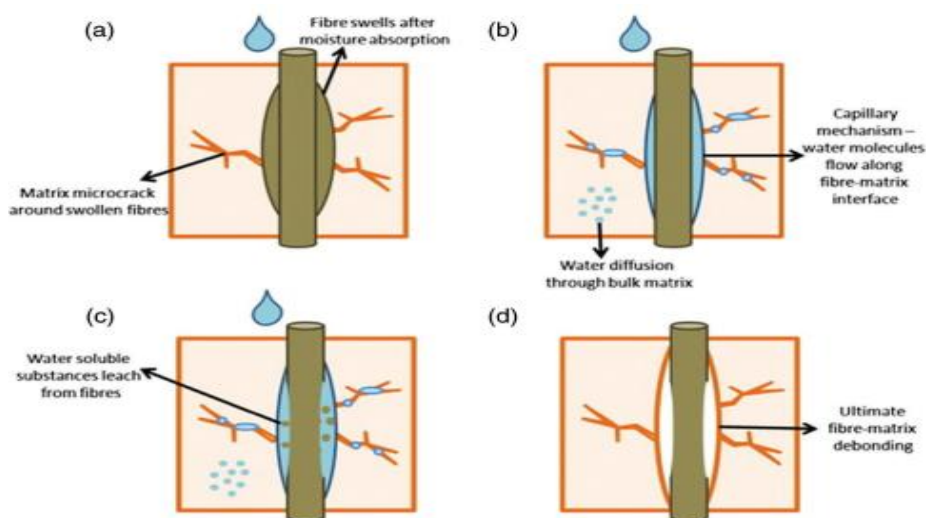 (a)
Fibre swells after
moisture absorption
Matrix microcrack
around swollen fibres
(b)
Capillary
mechanism –
water molecules
flow along
fibre-matrix
interface
Water diffusion
through bulk matrix
(c)
Water soluble
substances leach
from fibres
(d)
Ultimate
fibre-matrix
debonding